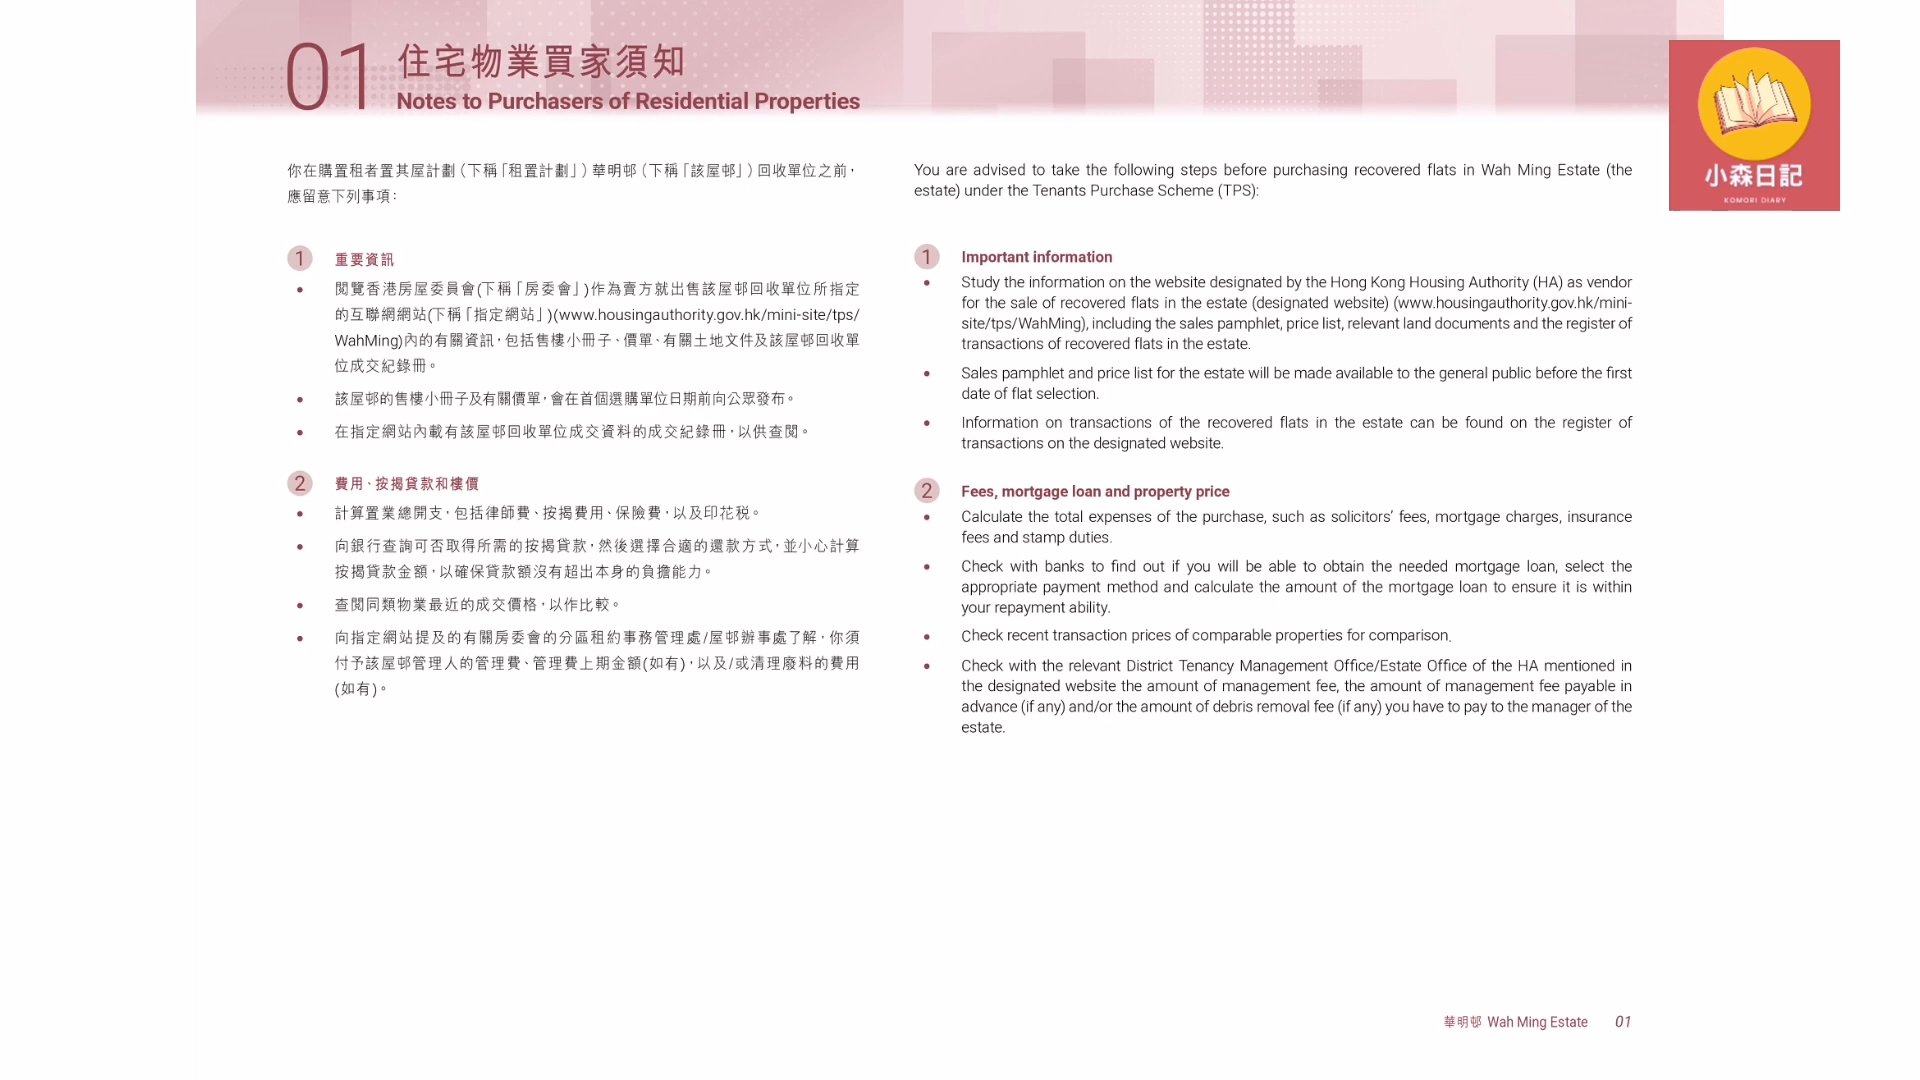 01
住宅物業買家須知
Notes to Purchasers of Residential Properties
你在購置租者置其屋計劃（下稱「租置計劃」）華明邨（下稱「該屋邨」）回收單位之前，
應留意下列事項：
1 重要資訊
• 閱覽香港房屋委員會(下稱「房委會」)作為賣方就出售該屋邨回收單位所指定
的互聯網網站(下稱「指定網站」)(www.housingauthority.gov.hk/mini-site/tps/
WahMing)內的有關資訊，包括售樓小冊子、價單、有關土地文件及該屋邨回收單
位成交紀錄冊。
• 該屋邨的售樓小冊子及有關價單，會在首個選購單位日期前向公眾發布。
• 在指定網站內載有該屋邨回收單位成交資料的成交紀錄冊，以供查閱。
2 費用、按揭貸款和樓價
• 計算置業總開支，包括律師費、按揭費用、保險費，以及印花稅。
• 向銀行查詢可否取得所需的按揭貸款，然後選擇合適的還款方式，並小心計算
按揭貸款金額，以確保貸款額沒有超出本身的負擔能力。
• 查閱同類物業最近的成交價格，以作比較。
• 向指定網站提及的有關房委會的分區租約事務管理處/屋邨辦事處了解，你須
付予該屋邨管理人的管理費、管理費上期金額(如有)，以及/或清理廢料的費用
(如有)。
You are advised to take the following steps before purchasing recovered flats in Wah Ming Estate (the
estate) under the Tenants Purchase Scheme (TPS):
1 Important information
• Study the information on the website designated by the Hong Kong Housing Authority (HA) as vendor
for the sale of recovered flats in the estate (designated website) (www.housingauthority.gov.hk/mini-
site/tps/WahMing), including the sales pamphlet, price list, relevant land documents and the register of
transactions of recovered flats in the estate.
• Sales pamphlet and price list for the estate will be made available to the general public before the first
date of flat selection.
• Information on transactions of the recovered flats in the estate can be found on the register of
transactions on the designated website.
2 Fees, mortgage loan and property price
• Calculate the total expenses of the purchase, such as solicitors’ fees, mortgage charges, insurance
fees and stamp duties.
• Check with banks to find out if you will be able to obtain the needed mortgage loan, select the
appropriate payment method and calculate the amount of the mortgage loan to ensure it is within
your repayment ability.
• Check recent transaction prices of comparable properties for comparison.
• Check with the relevant District Tenancy Management Office/Estate Office of the HA mentioned in
the designated website the amount of management fee, the amount of management fee payable in
advance (if any) and/or the amount of debris removal fee (if any) you have to pay to the manager of the
estate.
小森日記
KOMORI DIARY
華明邨 Wah Ming Estate 01